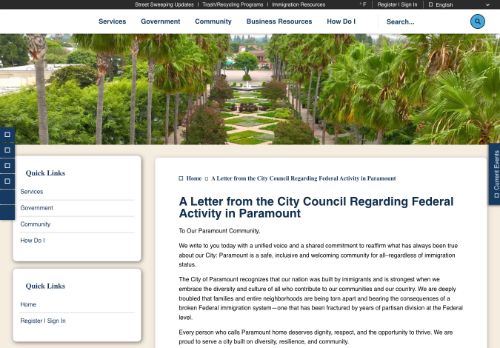 Street Sweeping Updates | Trash/Recycling Programs | Immigration Resources
° F
Register | Sign In
English
Services Government Community Business Resources How Do I
Search...
Current Events
Quick Links
Services
Government
Community
How Do I
Quick Links
Home
Register | Sign In
Home A Letter from the City Council Regarding Federal Activity in Paramount
A Letter from the City Council Regarding Federal
Activity in Paramount
To Our Paramount Community,
We write to you today with a unified voice and a shared commitment to reaffirm what has always been true
about our City: Paramount is a safe, inclusive and welcoming community for all–regardless of immigration
status.
The City of Paramount recognizes that our nation was built by immigrants and is strongest when we
embrace the diversity and culture of all who contribute to our communities and our country. We are deeply
troubled that families and entire neighborhoods are being torn apart and bearing the consequences of a
broken Federal immigration system—one that has been fractured by years of partisan division at the Federal
level.
Every person who calls Paramount home deserves dignity, respect, and the opportunity to thrive. We are
proud to serve a city built on diversity, resilience, and community.